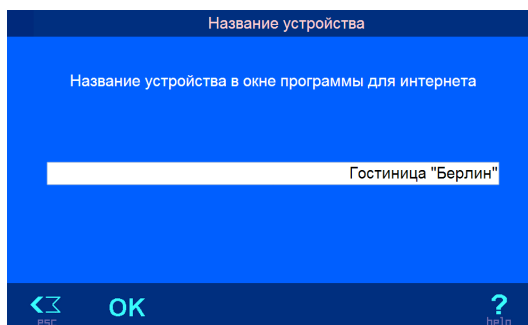 Название устройства
Название устройства в окне программы для интернета
Гостиница "Берлин"
OK
?
esc
help